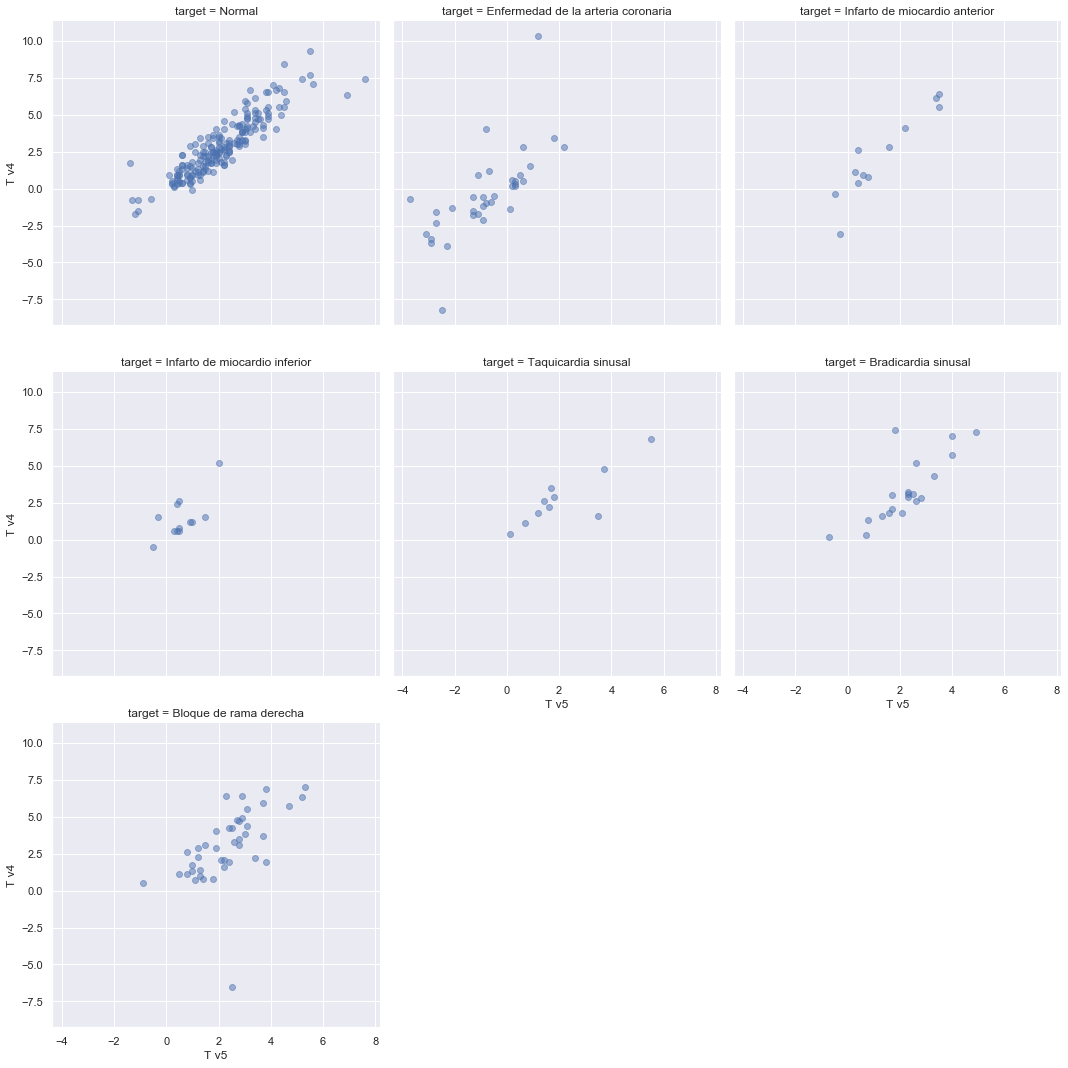 target = Normal
target = Enfermedad de la arteria coronaria
target = Infarto de miocardio anterior
10.0
7.5
5.0
2.5
0.0
−2.5
−5.0
−7.5
T v4
target = Infarto de miocardio inferior
target = Taquicardia sinusal
target = Bradicardia sinusal
10.0
7.5
5.0
2.5
0.0
−2.5
−5.0
−7.5
T v4
−4 −2 0 2 4 6 8
T v5
−4 −2 0 2 4 6 8
T v5
target = Bloque de rama derecha
10.0
7.5
5.0
2.5
0.0
−2.5
−5.0
−7.5
T v4
−4 −2 0 2 4 6 8
T v5